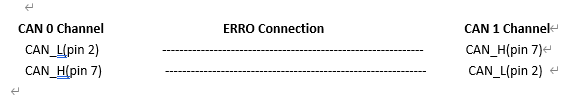 CAN 0 Channel ERRO Connection CAN 1 Channel
CAN_L(pin 2) ------------------------------------------------------------- CAN_H(pin 7)
CAN_H(pin 7) ------------------------------------------------------------- CAN_L(pin 2)